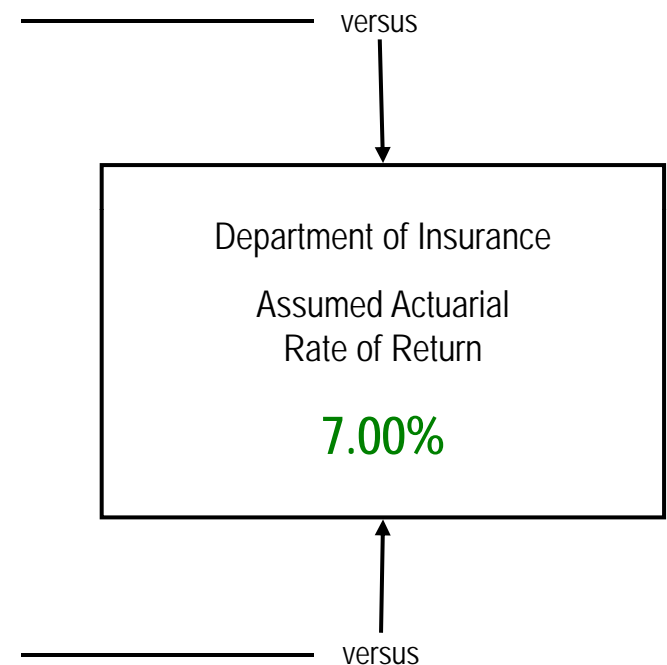 versus
Department of Insurance
Assumed Actuarial
Rate of Return
7.00%
versus